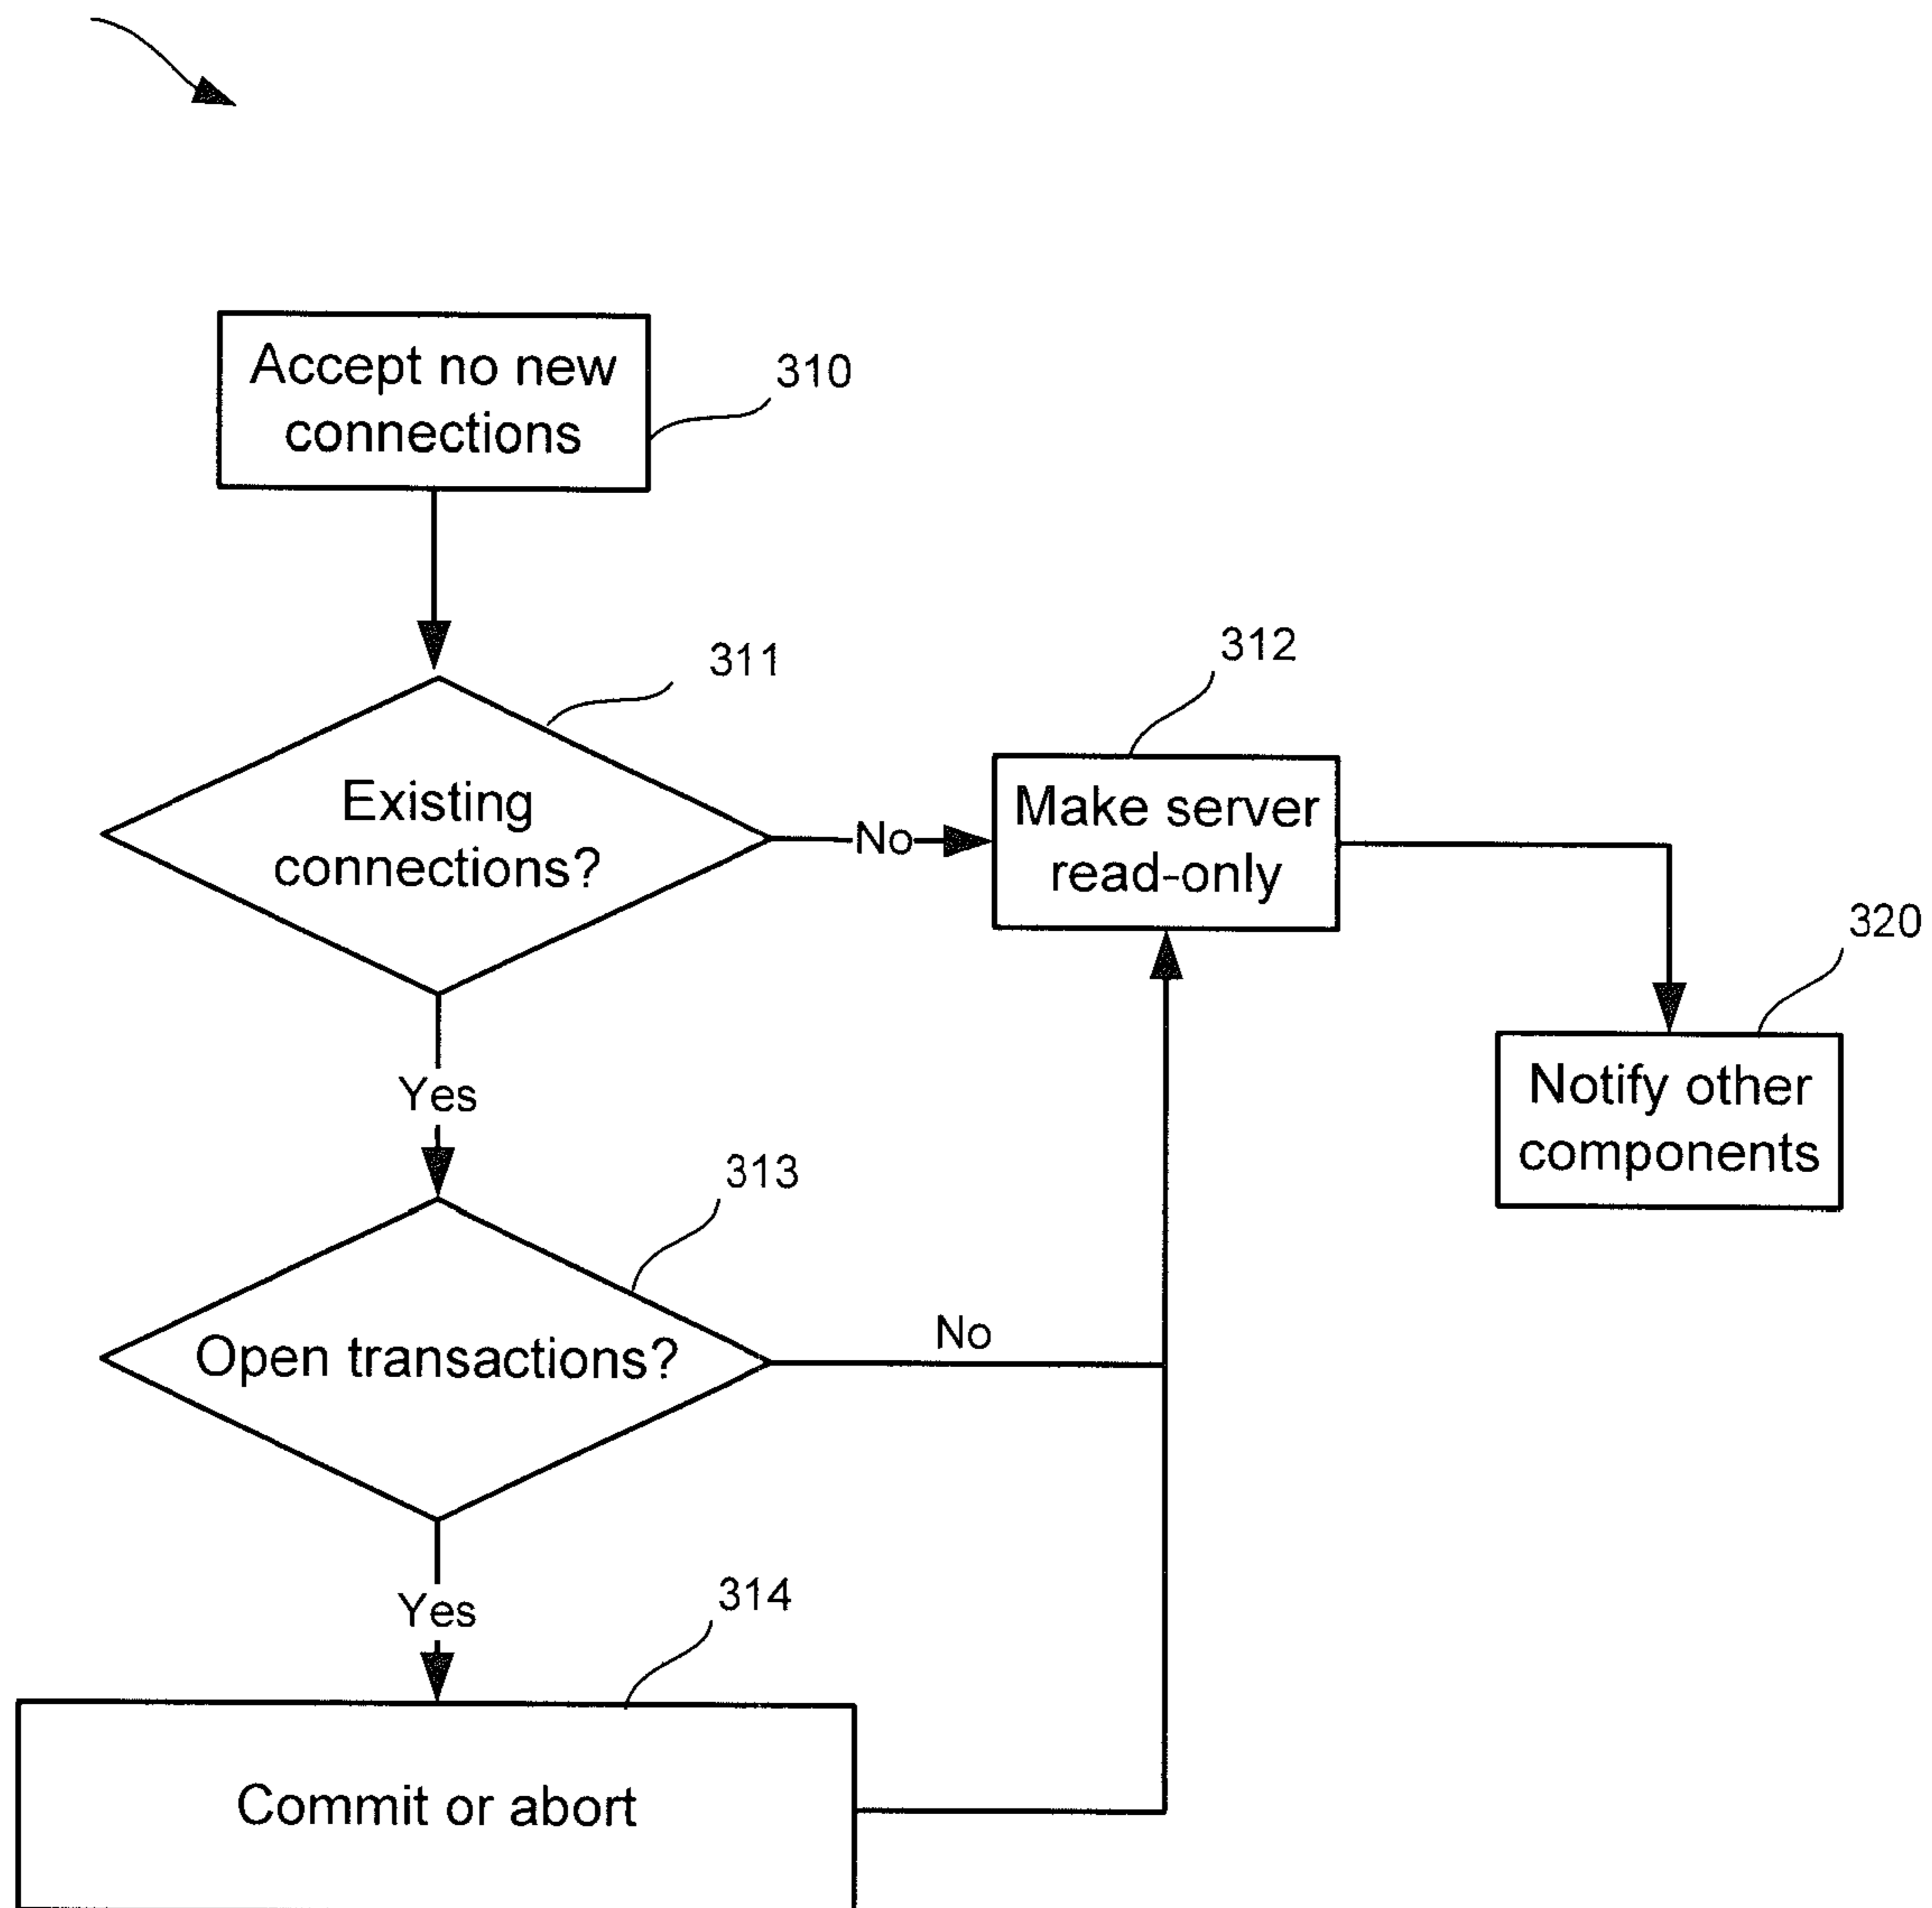 Accept no new
connections
310
311
Existing
connections?
No
312
Make server
read-only
320
Notify other
components
Yes
313
Open transactions?
No
Yes
314
Commit or abort